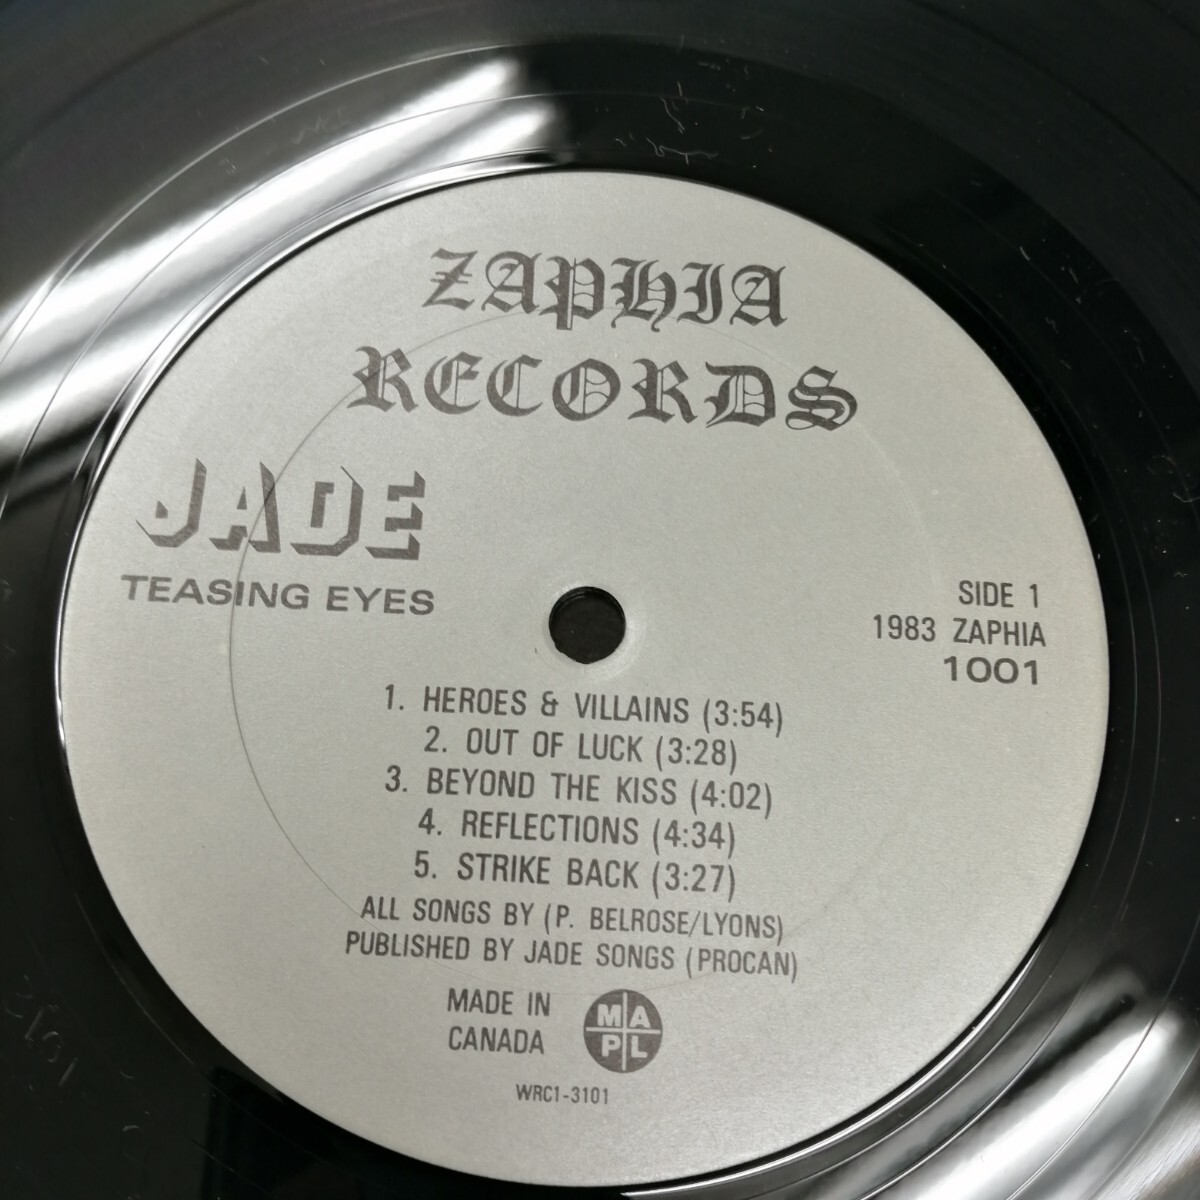 ZAPHIA
RECORDS
JADE
TEASING EYES
SIDE 1
1983 ZAPHIA
1001
1. HEROES & VILLAINS (3:54)
2. OUT OF LUCK (3:28)
3. BEYOND THE KISS (4:02)
4. REFLECTIONS (4:34)
5. STRIKE BACK (3:27)
ALL SONGS BY (P. BELROSE/LYONS)
PUBLISHED BY JADE SONGS (PROCAN)
MADE IN
CANADA
MA
PL
WRC1-3101